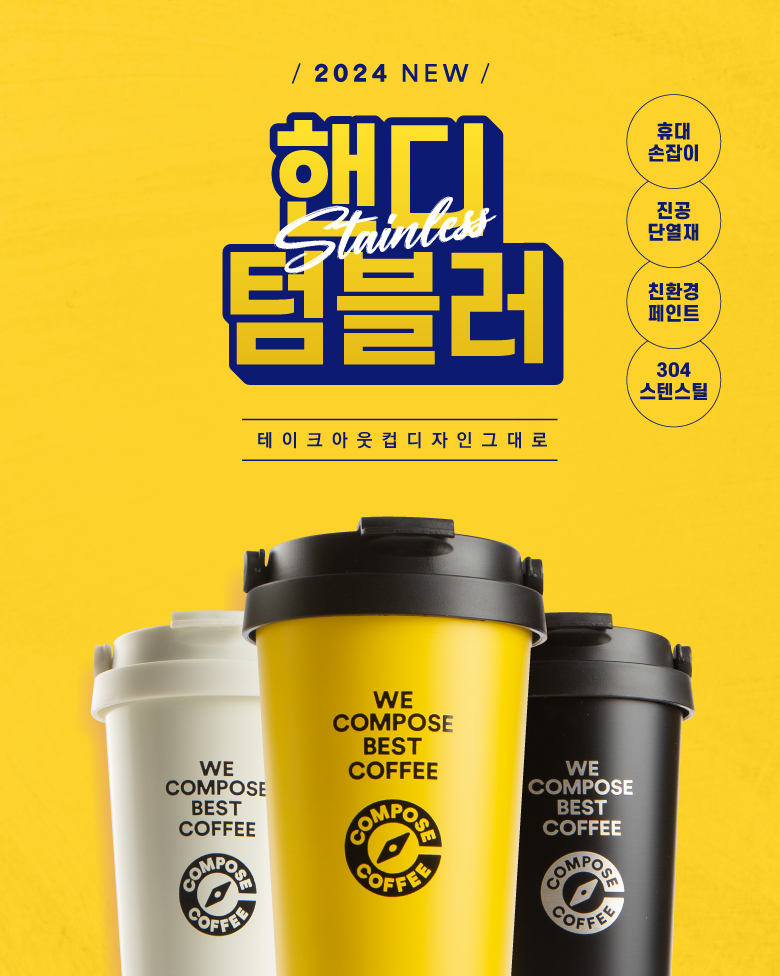 / 2024 NEW /
핸디
Stainless
텀블러
테이크아웃컵디자인그대로
휴대
손잡이
진공
단열재
친환경
페인트
304
스텐스틸
WE
COMPOSE
BEST
COFFEE
COMPOSE
COFFEE
WE
COMPOSE
BEST
COFFEE
COMPOSE
COFFEE
WE
COMPOSE
BEST
COFFEE
COMPOSE
COFFEE